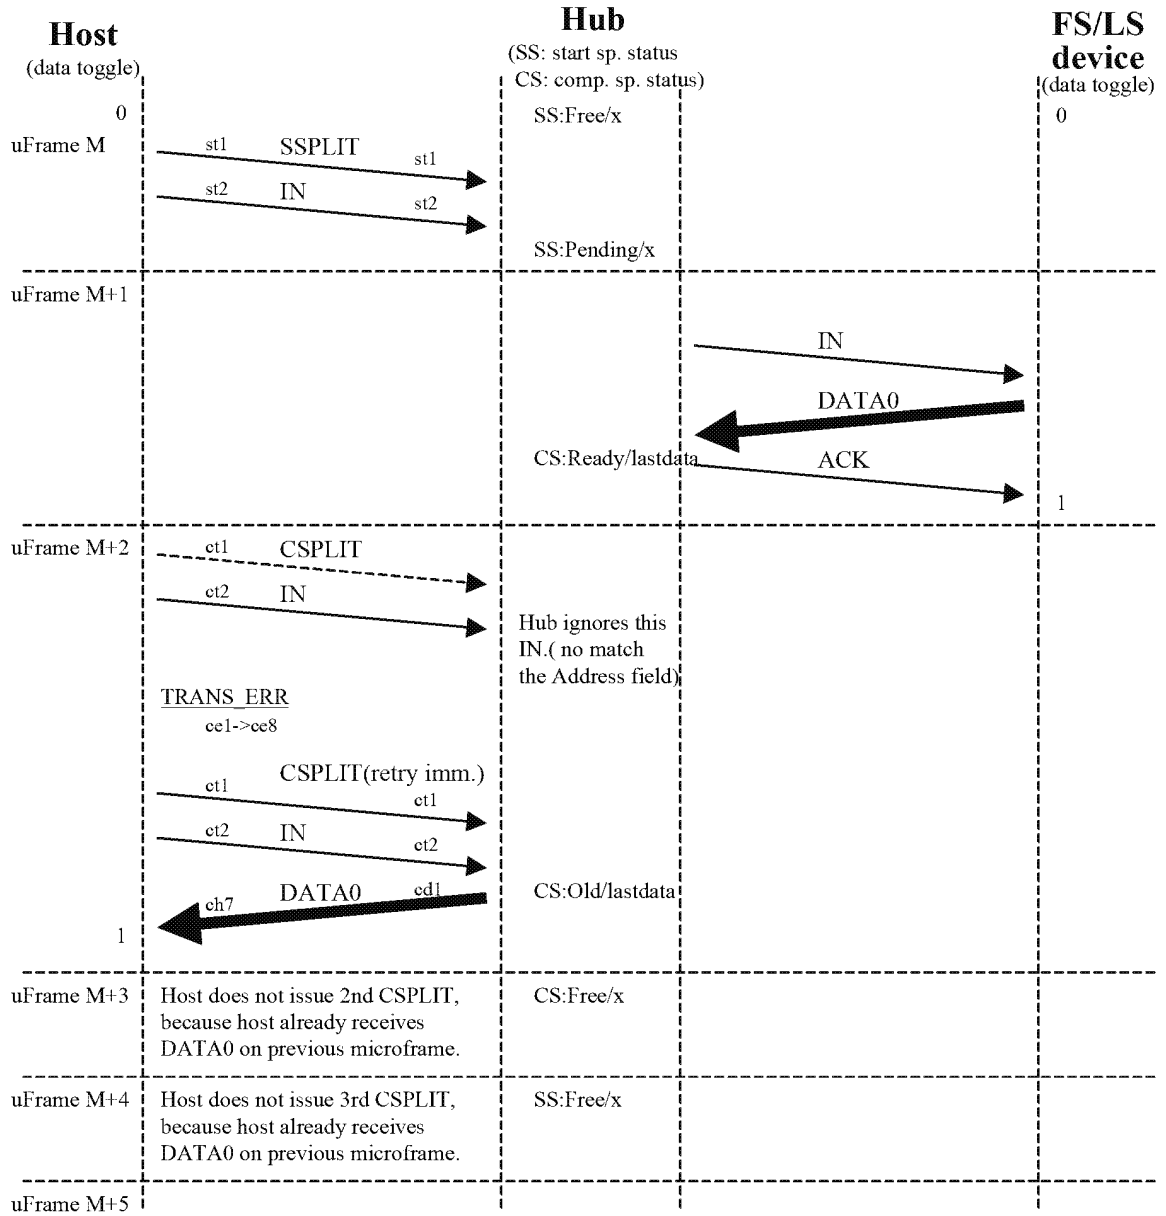 Host
(data toggle)
Hub
(SS: start sp. status
CS: comp. sp. status)
FS/LS
device
(data toggle)
0
SS:Free/x
0
uFrame M
st1 SSPLIT st1
st2 IN st2
SS:Pending/x
uFrame M+1
IN
DATA0
CS:Ready/lastdata
ACK
1
uFrame M+2
ct1 CSPLIT
ct2 IN
Hub ignores this
IN.( no match
the Address field)
TRANS_ERR
ce1->ce8
CSPLIT(retry imm.)
ct1 ct1
ct2 IN ct2
DATA0 cd1
ch7
CS:Old/lastdata
1
uFrame M+3
Host does not issue 2nd CSPLIT,
because host already receives
DATA0 on previous microframe.
CS:Free/x
uFrame M+4
Host does not issue 3rd CSPLIT,
because host already receives
DATA0 on previous microframe.
SS:Free/x
uFrame M+5